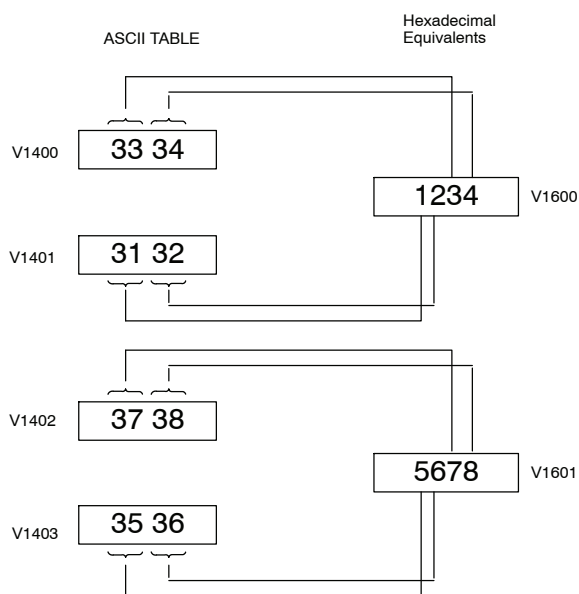 ASCII TABLE
Hexadecimal
Equivalents
V1400
33 34
1234
V1600
V1401
31 32
V1402
37 38
5678
V1601
V1403
35 36